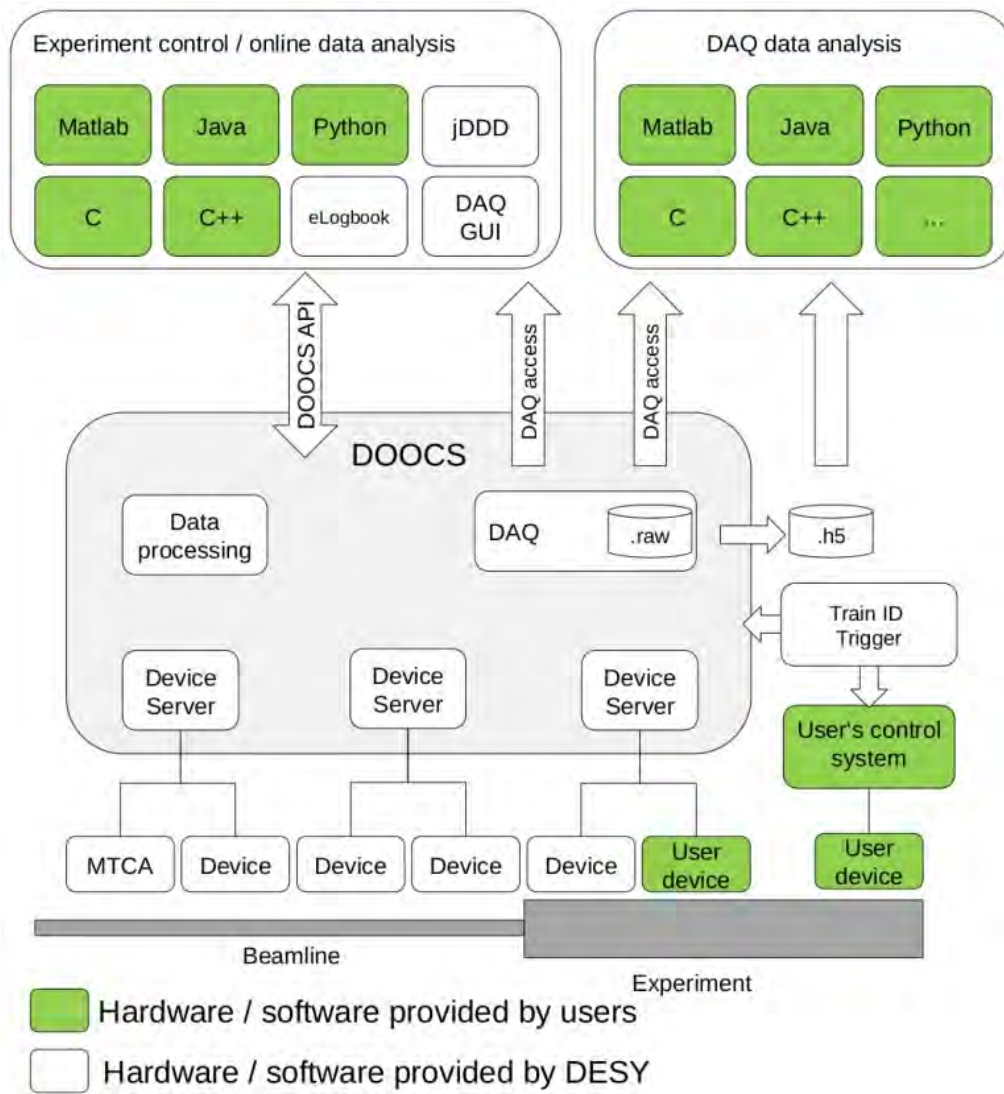 Experiment control / online data analysis
Matlab
Java
Python
jDDD
C
C++
eLogbook
DAQ
GUI
DAQ data analysis
Matlab
Java
Python
C
C++
...
DOOCS API
DAQ access
DAQ access
DOOCS
Data
processing
DAQ
.raw
.h5
Train ID
Trigger
Device
Server
Device
Server
Device
Server
User's control
system
MTCA
Device
Device
Device
Device
User
device
User
device
Beamline
Experiment
Hardware / software provided by users
Hardware / software provided by DESY